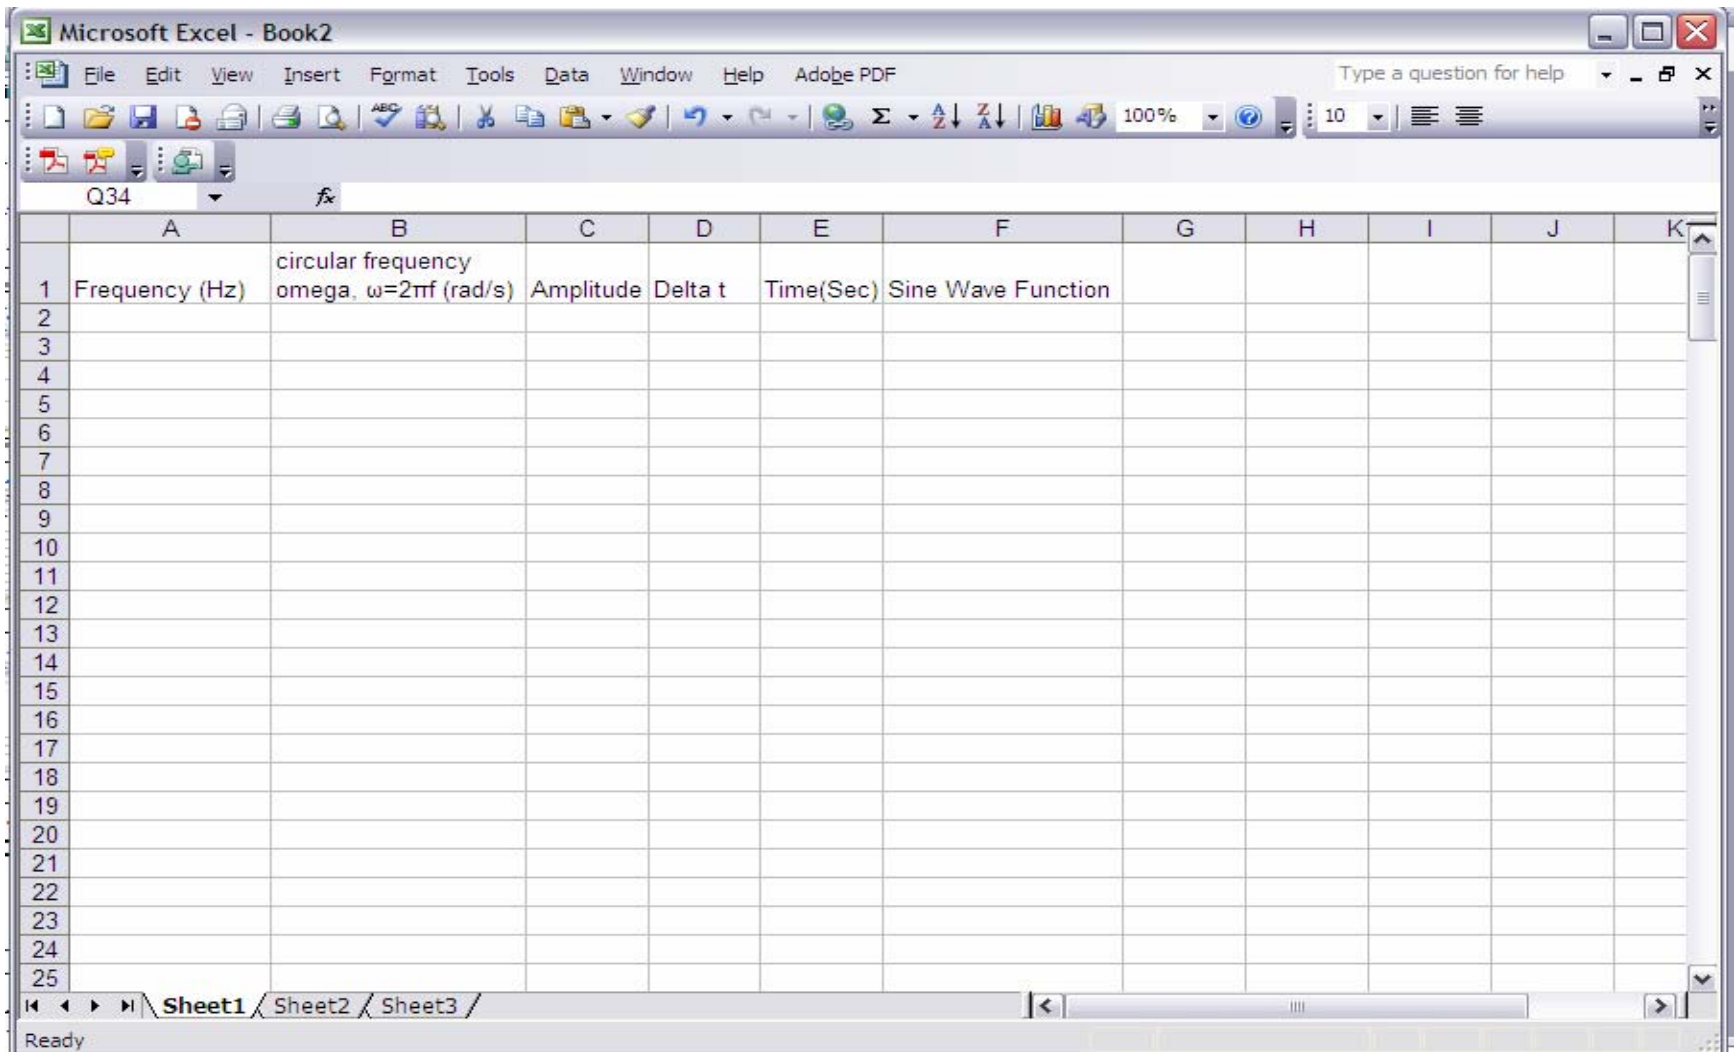 Microsoft Excel - Book2
File Edit View Insert Format Tools Data Window Help Adobe PDF Type a question for help
ABC Σ A Z Z A 100% 10
Q34 fx
A B C D E F G H I J K
circular frequency
1 Frequency (Hz) omega, ω=2πf (rad/s) Amplitude Delta t Time(Sec) Sine Wave Function
2
3
4
5
6
7
8
9
10
11
12
13
14
15
16
17
18
19
20
21
22
23
24
25
Sheet1 Sheet2 Sheet3
Ready